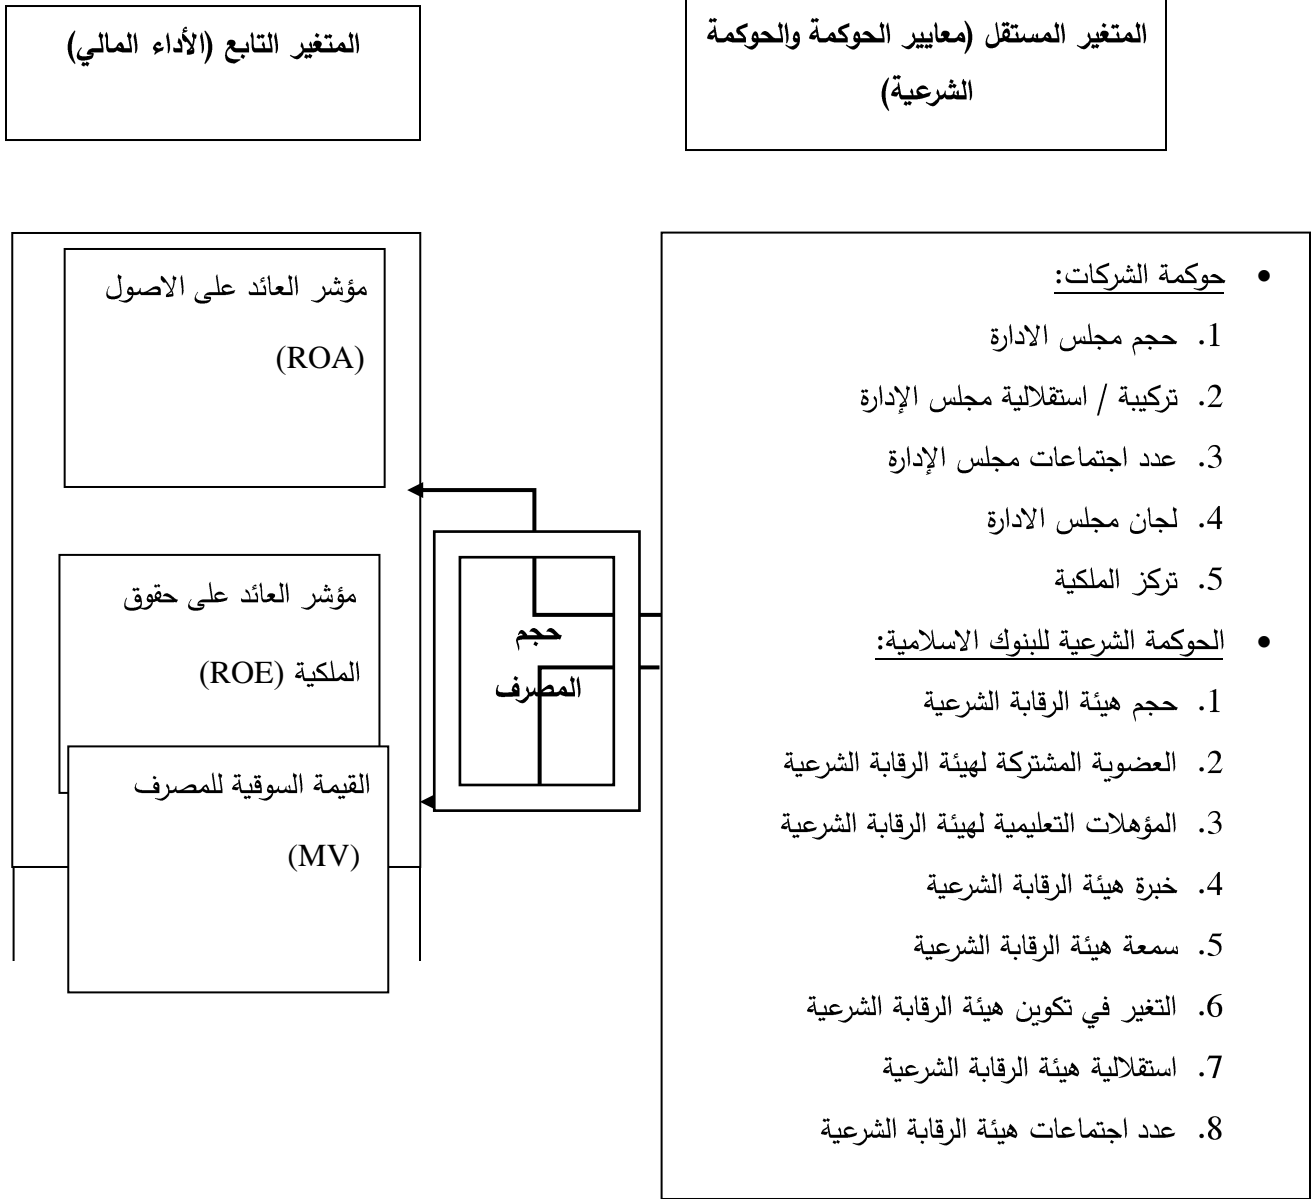 المتغير المستقل (معايير الحوكمة والحوكمة
الشرعية)
المتغير التابع (الأداء المالي)
• حوكمة الشركات:
1. حجم مجلس الادارة
2. تركيبة / استقلالية مجلس الإدارة
3. عدد اجتماعات مجلس الإدارة
4. لجان مجلس الادارة
5. تركز الملكية
• الحوكمة الشرعية للبنوك الاسلامية:
1. حجم هيئة الرقابة الشرعية
2. العضوية المشتركة لهيئة الرقابة الشرعية
3. المؤهلات التعليمية لهيئة الرقابة الشرعية
4. خبرة هيئة الرقابة الشرعية
5. سمعة هيئة الرقابة الشرعية
6. التغير في تكوين هيئة الرقابة الشرعية
7. استقلالية هيئة الرقابة الشرعية
8. عدد اجتماعات هيئة الرقابة الشرعية
حجم
المصرف
مؤشر العائد على الاصول
(ROA)
مؤشر العائد على حقوق
الملكية (ROE)
القيمة السوقية للمصرف
(MV)